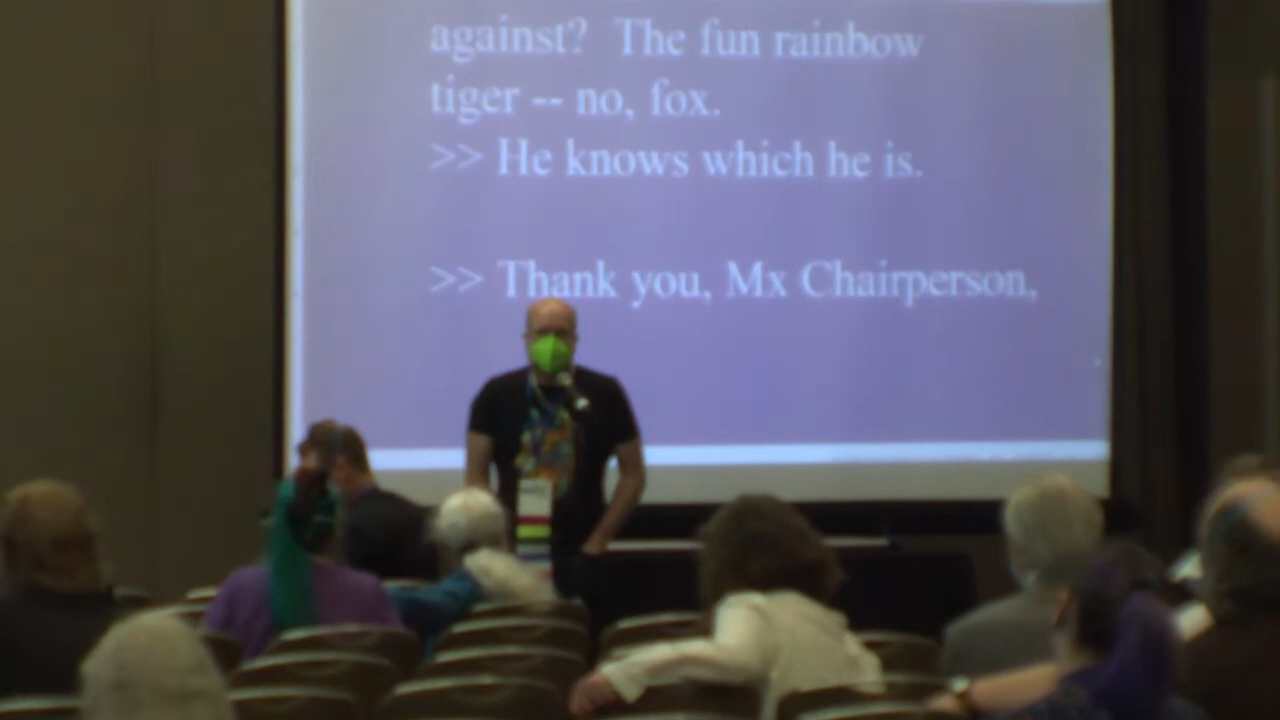 against? The fun rainbow
tiger -- no, fox.
>> He knows which he is.
>> Thank you, Mx Chairperson,